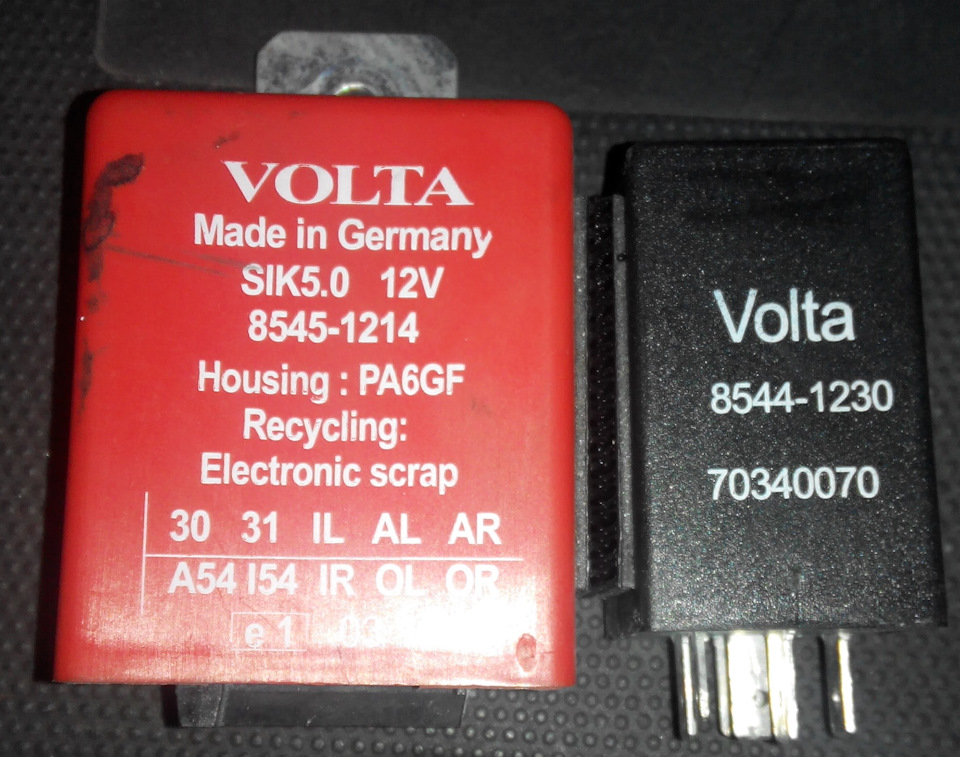 VOLTA
Made in Germany
SIK5.0 12V
8545-1214
Housing : PA6GF
Recycling:
Electronic scrap
30 31 IL AL AR
A54 I54 IR OL OR
e 1
Volta
8544-1230
70340070